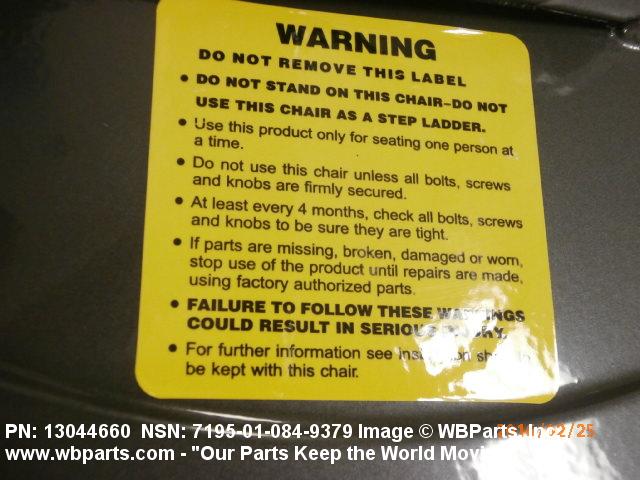 WARNING
DO NOT REMOVE THIS LABEL
• DO NOT STAND ON THIS CHAIR-DO NOT
USE THIS CHAIR AS A STEP LADDER.
• Use this product only for seating one person at
a time.
• Do not use this chair unless all bolts, screws
and knobs are firmly secured.
• At least every 4 months, check all bolts, screws
and knobs to be sure they are tight.
• If parts are missing, broken, damaged or worn,
stop use of the product until repairs are made,
using factory authorized parts.
• FAILURE TO FOLLOW THESE WARNINGS
COULD RESULT IN SERIOUS INJURY.
• For further information see instruction
be kept with this chair.
PN: 13044660 NSN: 7195-01-084-9379 Image © WBParts, Inc.
www.wbparts.com - "Our Parts Keep the World